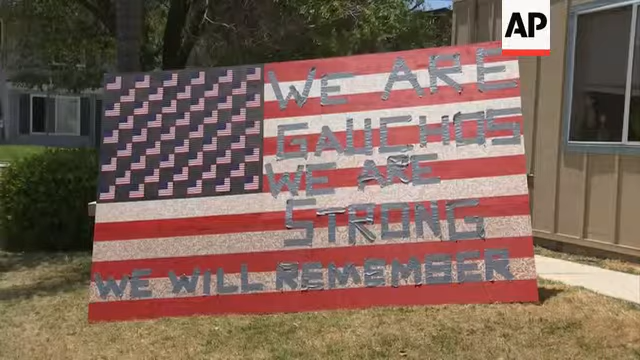 AP
WE ARE
GAUCHOS
WE ARE
STRONG
WE WILL REMEMBER